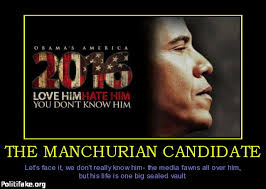 OBAMA'S AMERICA
2016
LOVE HIM HATE HIM
YOU DON'T KNOW HIM
THE MANCHURIAN CANDIDATE
Let's face it, we don't really know him- the media fawns all over him,
but his life is one big sealed vault
Politifake.org